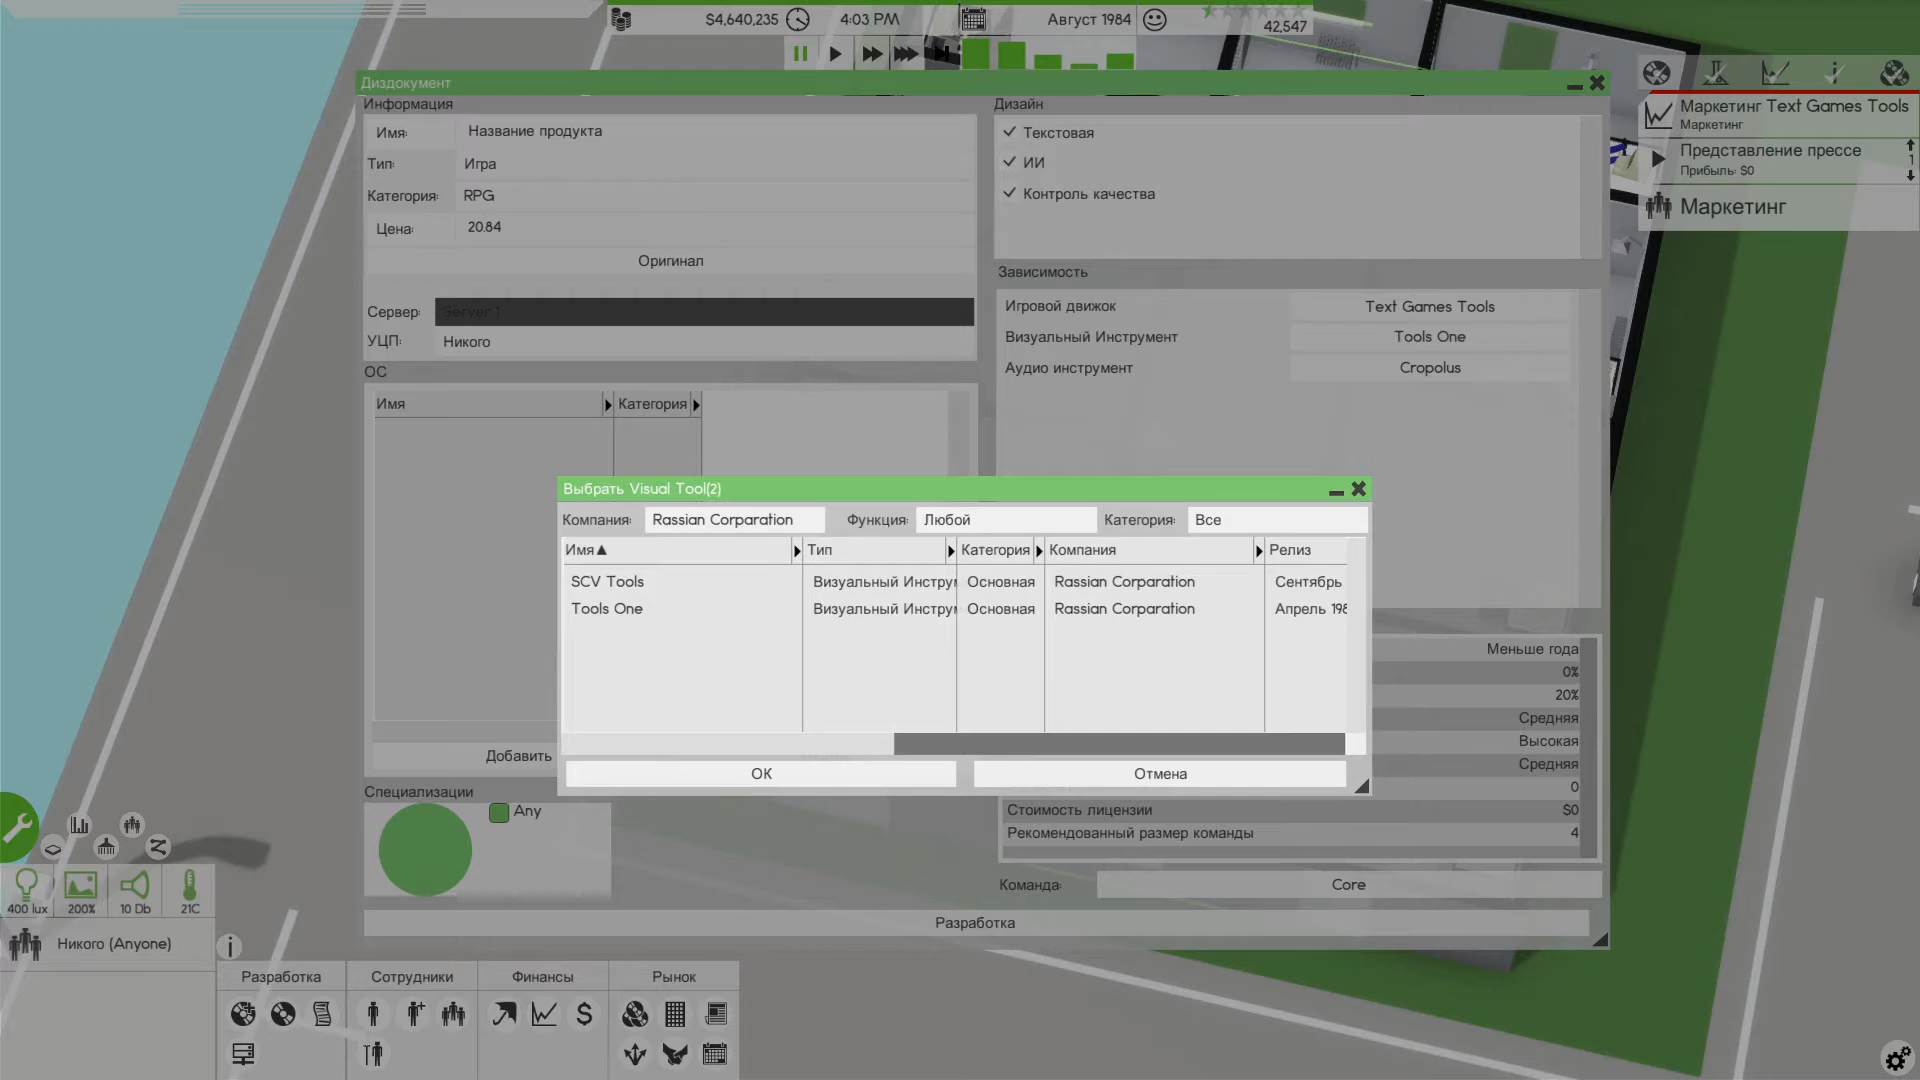 $4,640,235
4:03 PM
Август 1984
42,547
Диздокумент
Информация
Имя: Название продукта
Тип: Игра
Категория: RPG
Цена: 20.84
Оригинал
Сервер: Server 1
УЦП: Никого
ОС
Имя Категория
Добавить
Специализации
Any
Дизайн
Текстовая
ИИ
Контроль качества
Зависимость
Игровой движок Text Games Tools
Визуальный Инструмент Tools One
Аудио инструмент Cropolus
Выбрать Visual Tool(2)
Компания: Rassian Corparation Функция: Любой Категория: Все
Имя▲ Тип Категория Компания Релиз
SCV Tools Визуальный Инстру Основная Rassian Corparation Сентябрь
Tools One Визуальный Инстру Основная Rassian Corparation Апрель 198
OK Отмена
Меньше года
0%
20%
Средняя
Высокая
Средняя
0
Стоимость лицензии $0
Рекомендованный размер команды 4
Команда: Core
Разработка
Маркетинг Text Games Tools
Маркетинг
Представление прессе
Прибыль: $0
1
Маркетинг
400 lux 200% 10 Db 21C
Никого (Anyone)
Разработка Сотрудники Финансы Рынок